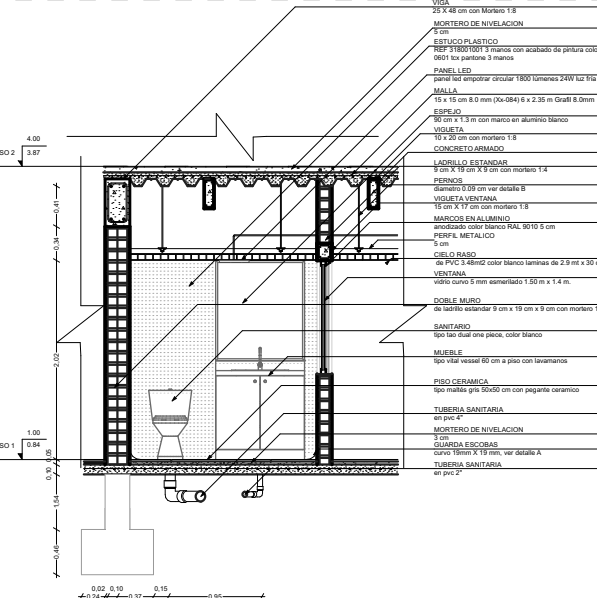 VIGA
25 X 48 cm con Mortero 1:8
MORTERO DE NIVELACION
5 cm
ESTUCO PLASTICO
REF 318001001 3 manos con acabado de pintura colo
0601 tox pantone 3 manos
PANEL LED
panel led empotrar circular 1800 lúmenes 24W luz fria
MALLA
15 x 15 cm 8.0 mm (Xx-084) 6 x 2.35 m Grafil 8.0mm
ESPEJO
90 cm x 1.3 m con marco en aluminio blanco
VIGUETA
10 x 20 cm con mortero 1:8
CONCRETO ARMADO
LADRILLO ESTANDAR
9 cm X 19 cm X 9 cm con mortero 1:4
PERNOS
diametro 0.09 cm ver detalle B
VIGUETA VENTANA
15 cm X 17 cm con mortero 1:8
MARCOS EN ALUMINIO
anodizado color blanco RAL 9010 5 cm
PERFIL METALICO
5 cm
CIELO RASO
de PVC 3.48mt2 color blanco laminas de 2.9 mt x 30 c
VENTANA
vidrio curvo 5 mm esmerilado 1.50 m x 1.4 m.
DOBLE MURO
de ladrillo estandar 9 cm x 19 cm x 9 cm con mortero 1
SANITARIO
tipo tao dual one piece, color blanco
MUEBLE
tipo vital vessel 60 cm a piso con lavamanos
PISO CERAMICA
tipo maltés gris 50x50 cm con pegante ceramico
TUBERIA SANITARIA
en pvc 4"
MORTERO DE NIVELACION
3 cm
GUARDA ESCOBAS
curvo 19mm X 19 mm, ver detalle A
TUBERIA SANITARIA
en pvc 2"
SO 2
4.00
3.87
0,41
0,34
2,02
SO 1
1.00
0.84
0,05
0,10
1,54
0,46
0,02 0,10 0,15
0,24 0,37 0,95